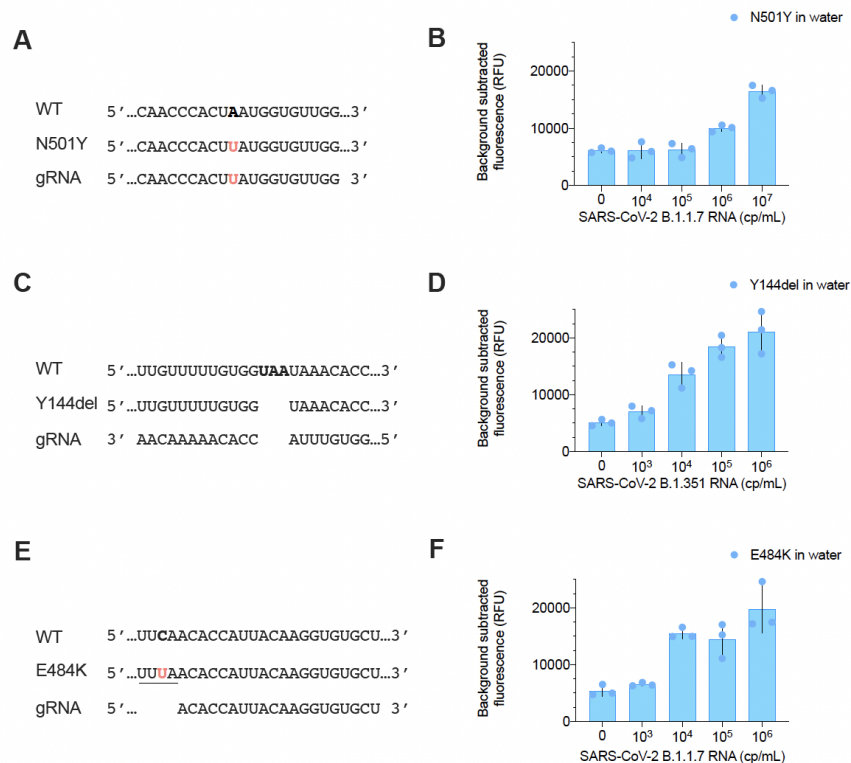 A
WT 5′…CAACCCACUAAUGGUGUUGG…3′
N501Y 5′…CAACCCACUUAUGGUGUUGG…3′
gRNA 5′…CAACCCACUUAUGGUGUUGG 3′
B
N501Y in water
Background subtracted
fluorescence (RFU)
20000
10000
0
0 10⁴ 10⁵ 10⁶ 10⁷
SARS-CoV-2 B.1.1.7 RNA (cp/mL)
C
WT 5′…UUGUUUUUGUGGUAAUAAACACC…3′
Y144del 5′…UUGUUUUUGUGG UAAACACC…3′
gRNA 3′ AACAAAAACACC AUUUGUGG…5′
D
Y144del in water
Background subtracted
fluorescence (RFU)
20000
10000
0
0 10³ 10⁴ 10⁵ 10⁶
SARS-CoV-2 B.1.351 RNA (cp/mL)
E
WT 5′…UUCAACACCAUUACAAGGUGUGCU…3′
E484K 5′…UUUAACACCAUUACAAGGUGUGCU…3′
gRNA 5′… ACACCAUUACAAGGUGUGCU 3′
F
E484K in water
Background subtracted
fluorescence (RFU)
20000
10000
0
0 10³ 10⁴ 10⁵ 10⁶
SARS-CoV-2 B.1.1.7 RNA (cp/mL)